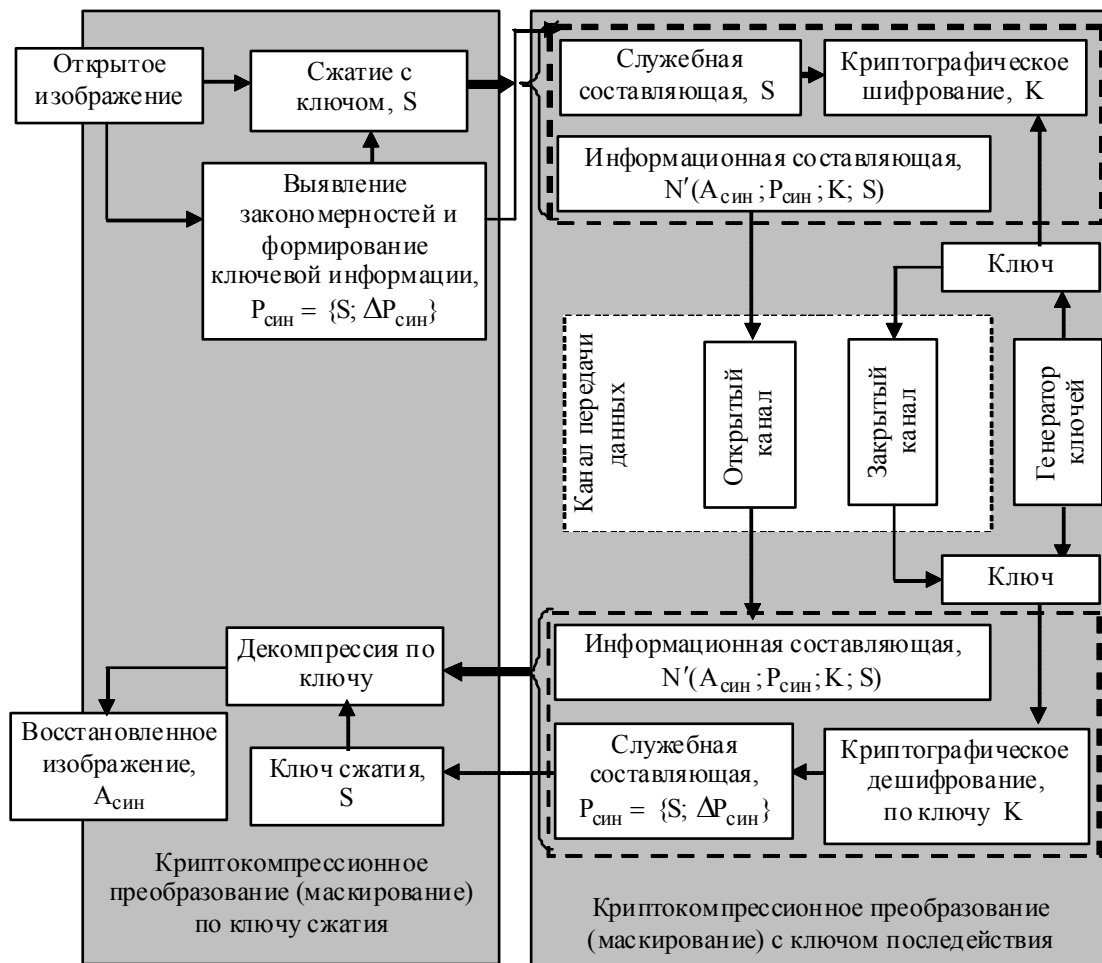 Открытое
изображение
Сжатие с
ключом, S
Выявление
закономерностей и
формирование
ключевой информации,
Pсин = {S; ΔPсин}
Служебная
составляющая, S
Криптографическое
шифрование, K
Информационная составляющая,
N′(Aсин ; Pсин ; K; S)
Ключ
Канал передачи
данных
Открытый
канал
Закрытый
канал
Генератор
ключей
Ключ
Информационная составляющая,
N′(Aсин ; Pсин ; K; S)
Декомпрессия по
ключу
Восстановленное
изображение,
Aсин
Ключ сжатия,
S
Служебная
составляющая,
Pсин = {S; ΔPсин}
Криптографическое
дешифрование,
по ключу K
Криптокомпрессионное
преобразование (маскирование)
по ключу сжатия
Криптокомпрессионное преобразование
(маскирование) с ключом последействия